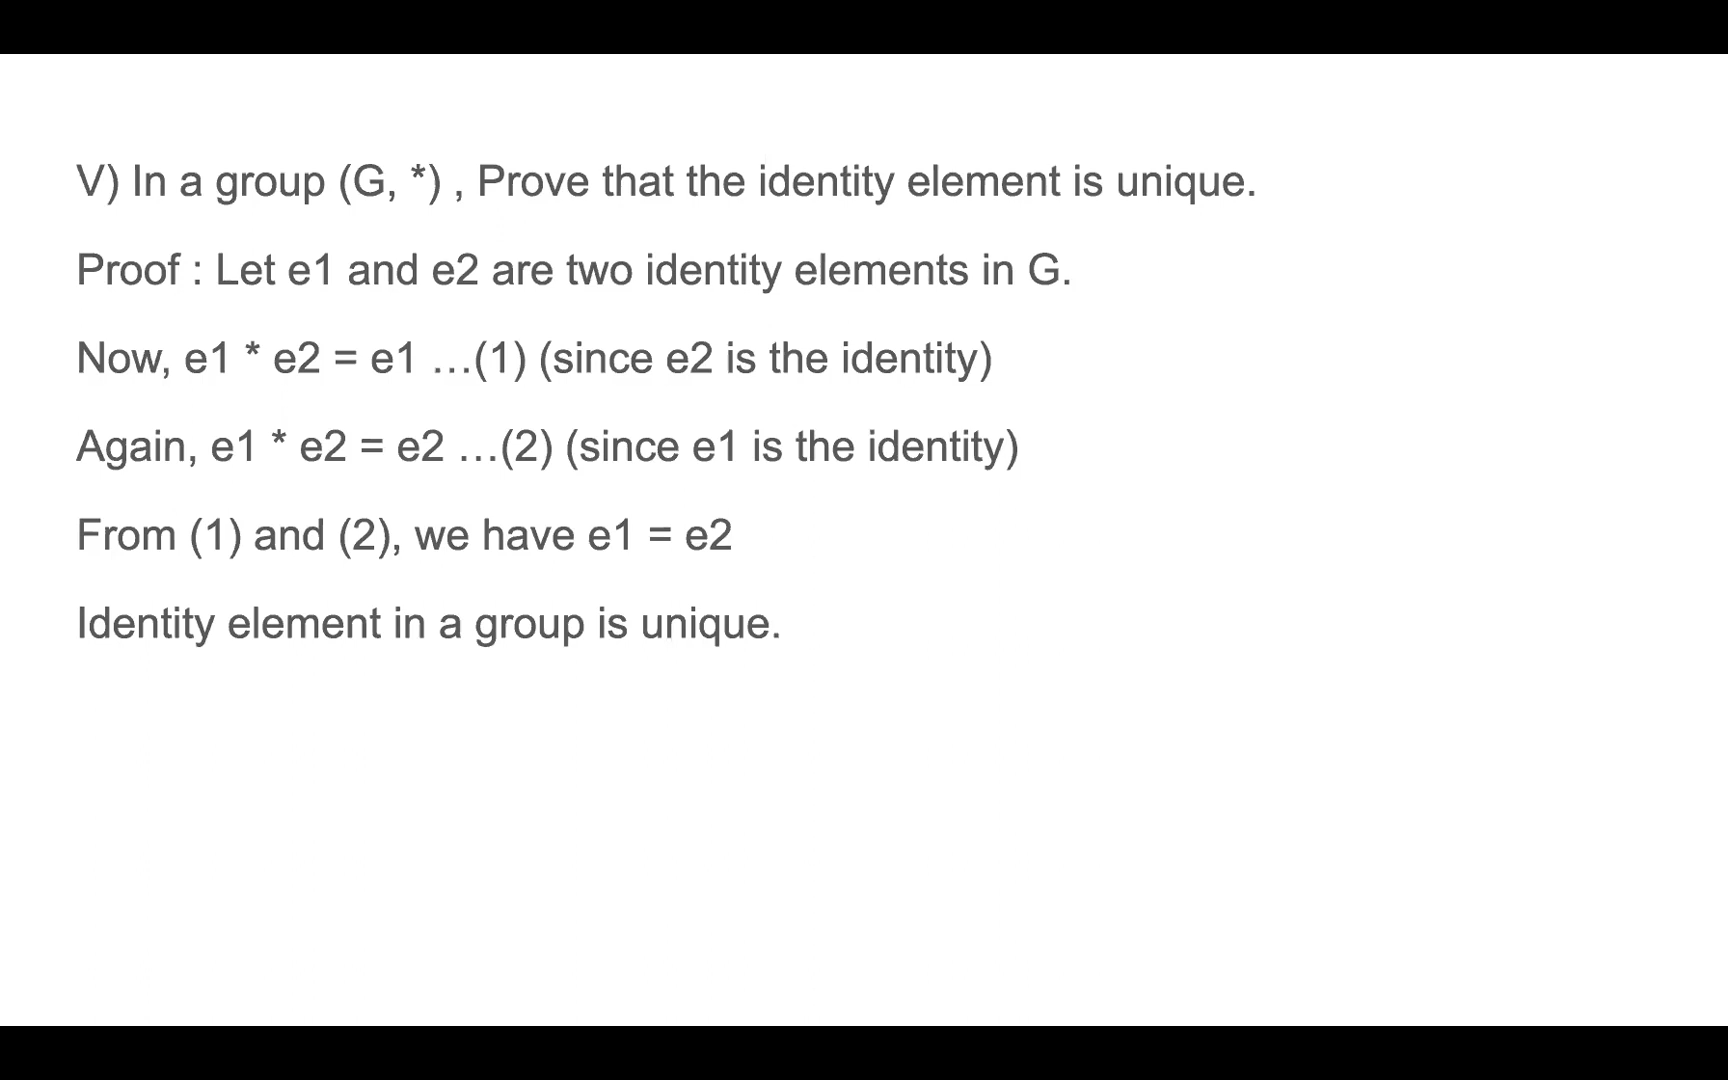 V) In a group (G, *) , Prove that the identity element is unique.
Proof : Let e1 and e2 are two identity elements in G.
Now, e1 * e2 = e1 …(1) (since e2 is the identity)
Again, e1 * e2 = e2 …(2) (since e1 is the identity)
From (1) and (2), we have e1 = e2
Identity element in a group is unique.